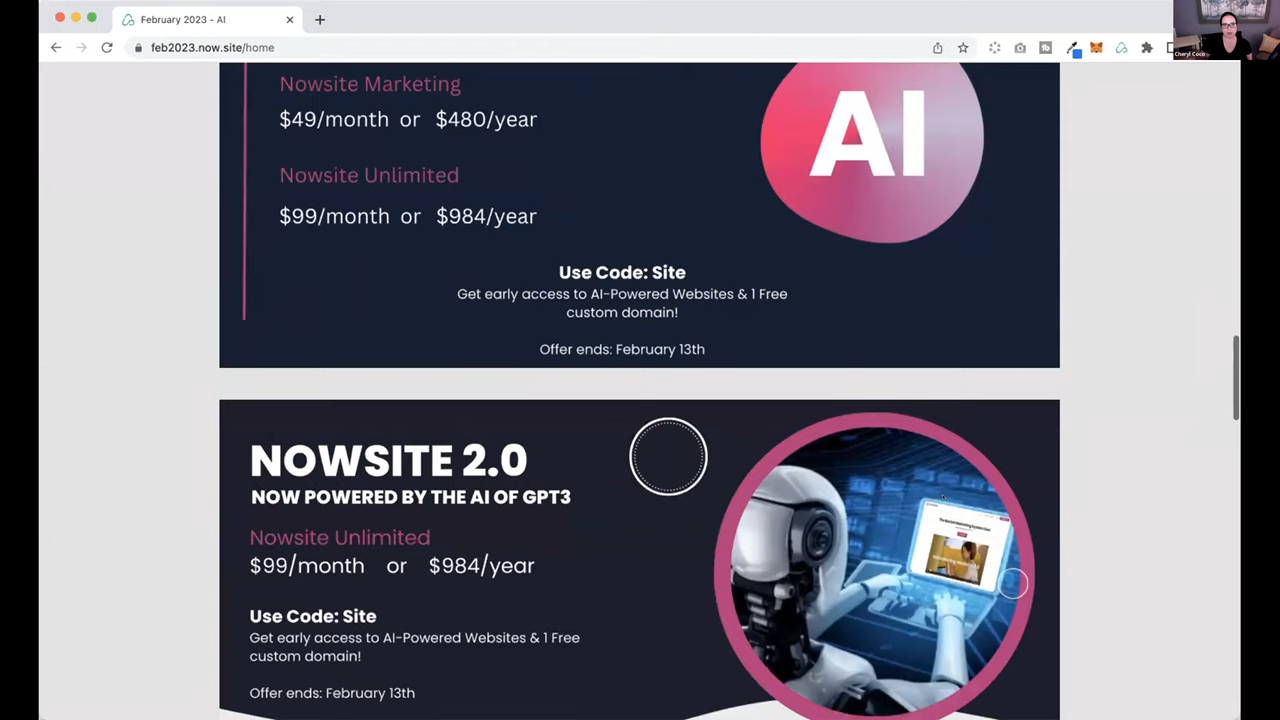 February 2023 - AI
feb2023.now.site/home
Cheryl Coco
Nowsite Marketing
$49/month or $480/year
AI
Nowsite Unlimited
$99/month or $984/year
Use Code: Site
Get early access to AI-Powered Websites & 1 Free
custom domain!
Offer ends: February 13th
NOWSITE 2.0
NOW POWERED BY THE AI OF GPT3
Nowsite Unlimited
$99/month or $984/year
Use Code: Site
Get early access to AI-Powered Websites & 1 Free
custom domain!
Offer ends: February 13th